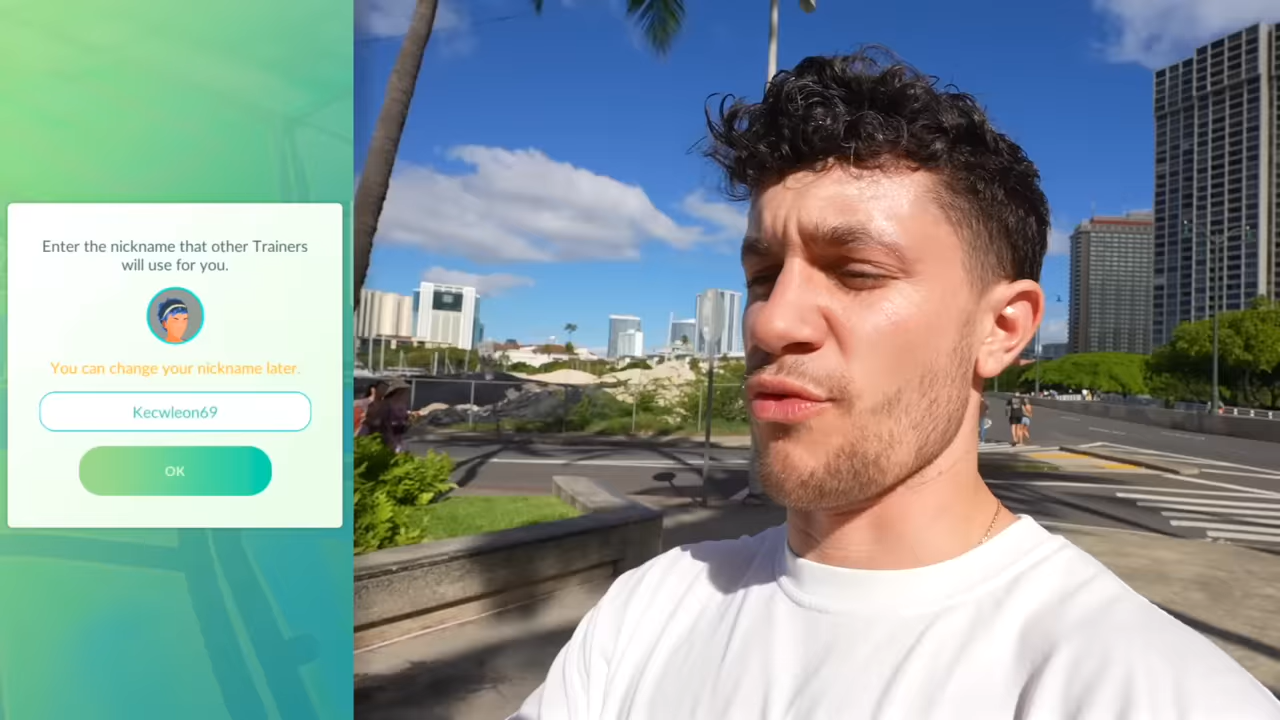 Enter the nickname that other Trainers
will use for you.
You can change your nickname later.
Kecwleon69
OK